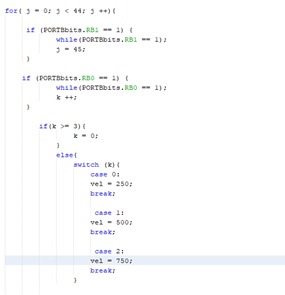 for( j = 0; j < 44; j ++){
if (PORTBbits.RB1 == 1) {
while(PORTBbits.RB1 == 1);
j = 45;
}
if (PORTBbits.RB0 == 1) {
while(PORTBbits.RB0 == 1);
k ++;
}
if(k >= 3){
k = 0;
}
else{
switch (k){
case 0:
vel = 250;
break;
case 1:
vel = 500;
break;
case 2:
vel = 750;
break;
}